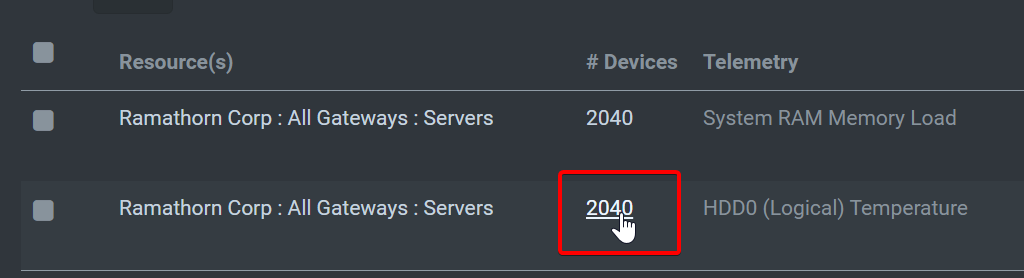 Resource(s) # Devices Telemetry
Ramathorn Corp : All Gateways : Servers 2040 System RAM Memory Load
Ramathorn Corp : All Gateways : Servers 2040 HDD0 (Logical) Temperature